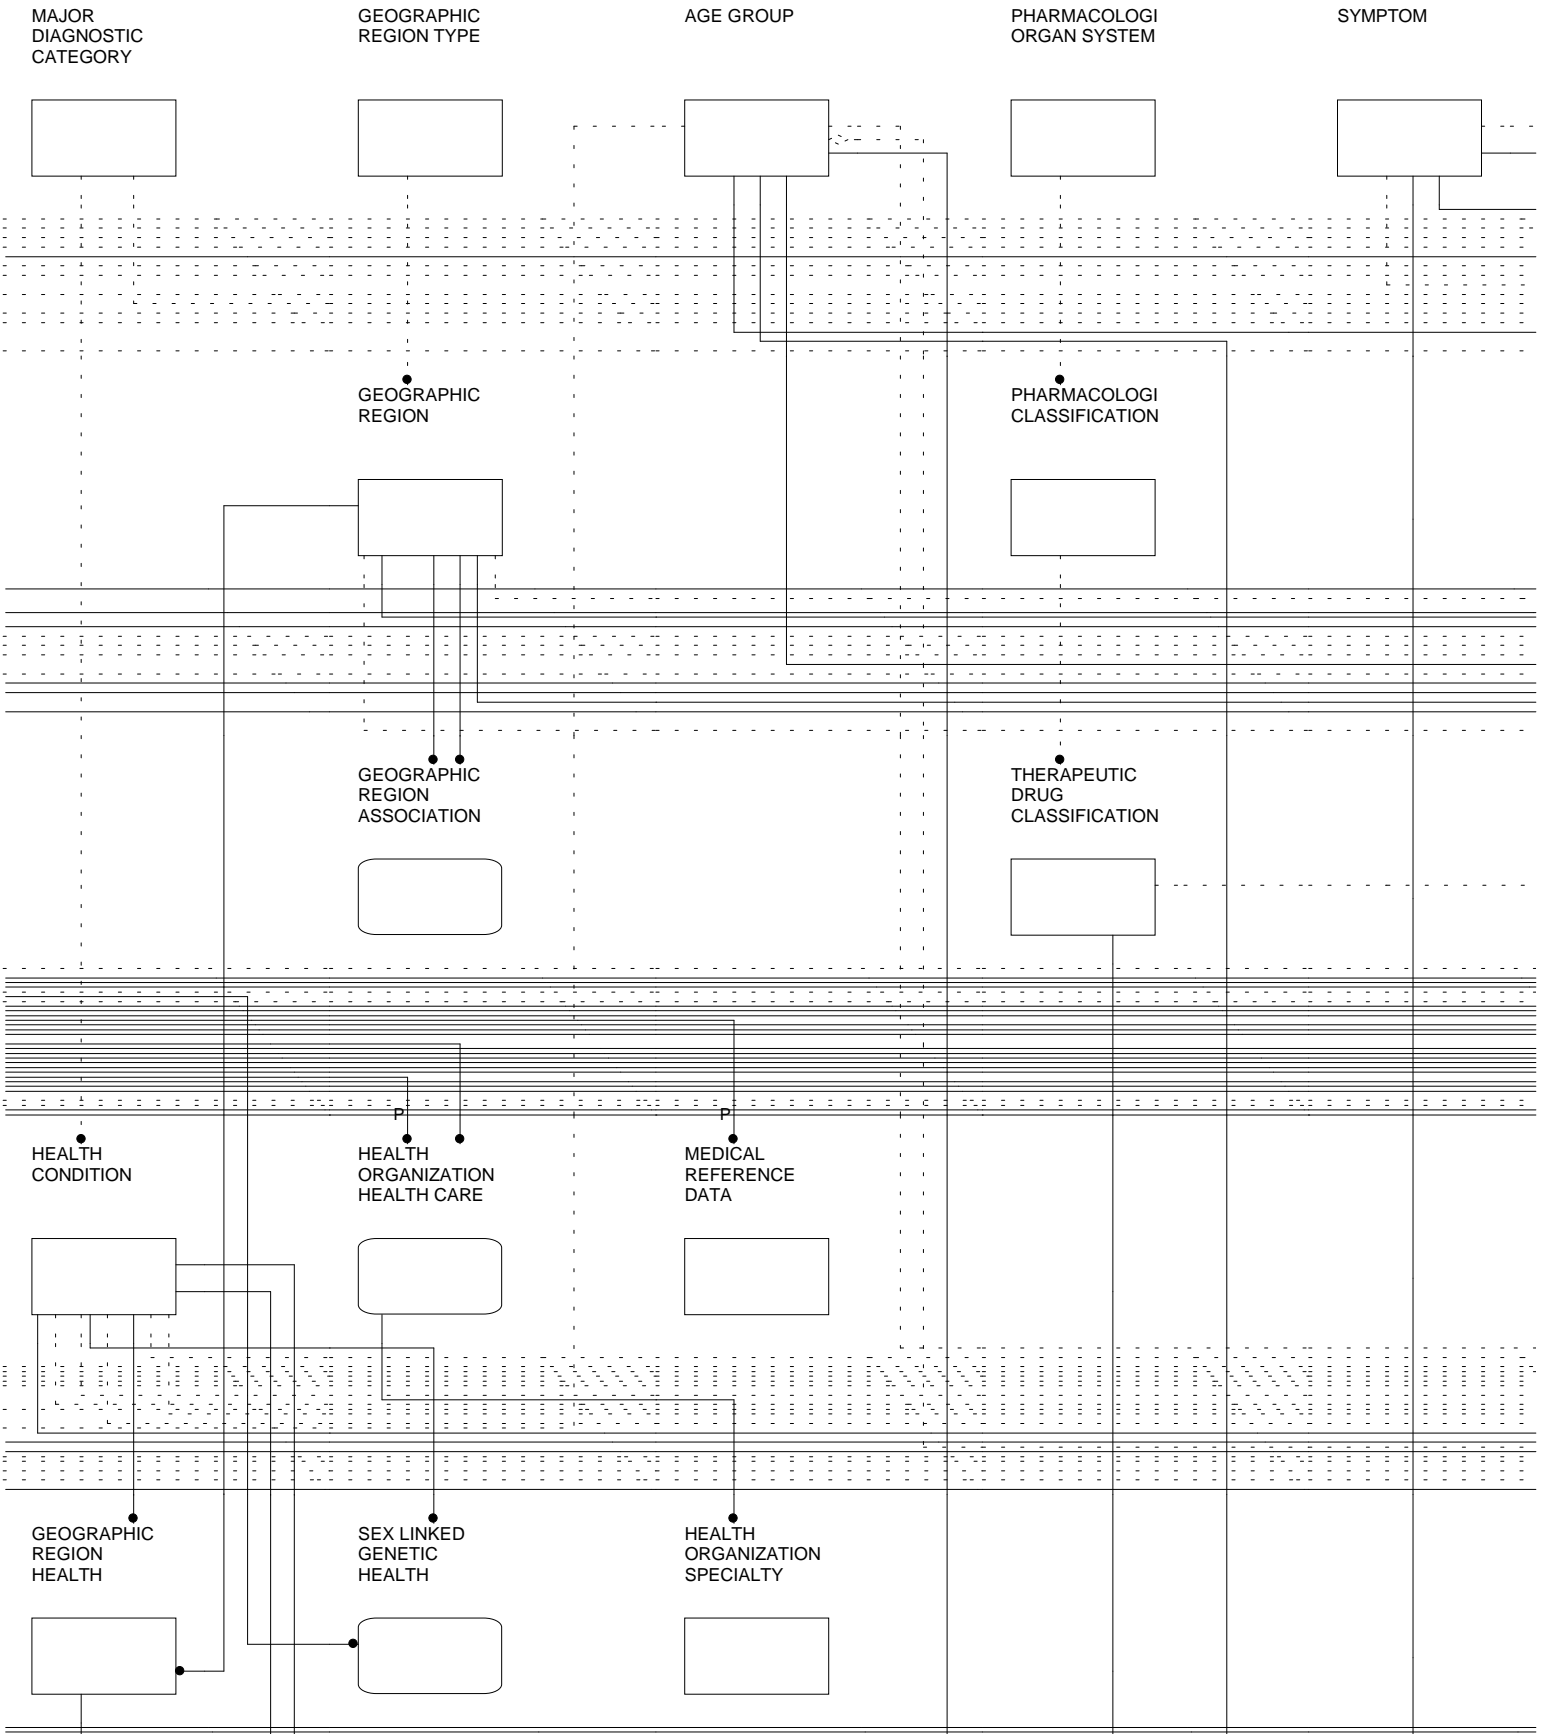 MAJOR
DIAGNOSTIC
CATEGORY
GEOGRAPHIC
REGION TYPE
AGE GROUP
PHARMACOLOGI
ORGAN SYSTEM
SYMPTOM
GEOGRAPHIC
REGION
PHARMACOLOGI
CLASSIFICATION
GEOGRAPHIC
REGION
ASSOCIATION
THERAPEUTIC
DRUG
CLASSIFICATION
P
P
HEALTH
CONDITION
HEALTH
ORGANIZATION
HEALTH CARE
MEDICAL
REFERENCE
DATA
GEOGRAPHIC
REGION
HEALTH
SEX LINKED
GENETIC
HEALTH
HEALTH
ORGANIZATION
SPECIALTY